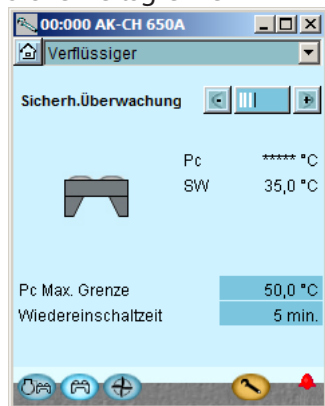 00:000 AK-CH 650A
Verflüssiger
Sicherh.Überwachung
Pc ***** °C
SW 35,0 °C
Pc Max. Grenze 50,0 °C
Wiedereinschaltzeit 5 min.